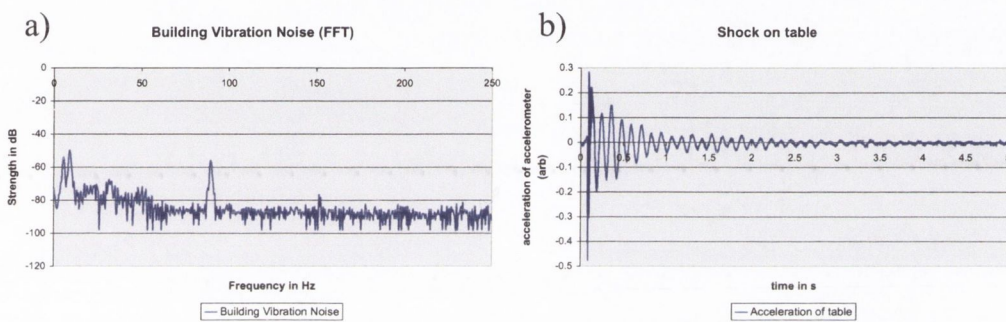 a)
Building Vibration Noise (FFT)
0
-20
-40
-60
-80
-100
-120
0
50
100
150
200
250
Strength in dB
Frequency in Hz
Building Vibration Noise
b)
Shock on table
0.3
0.2
0.1
0
-0.1
-0.2
-0.3
-0.4
-0.5
0
0.5
1
1.5
2
2.5
3
3.5
4
4.5
acceleration of accelerometer
(arb)
time in s
Acceleration of table